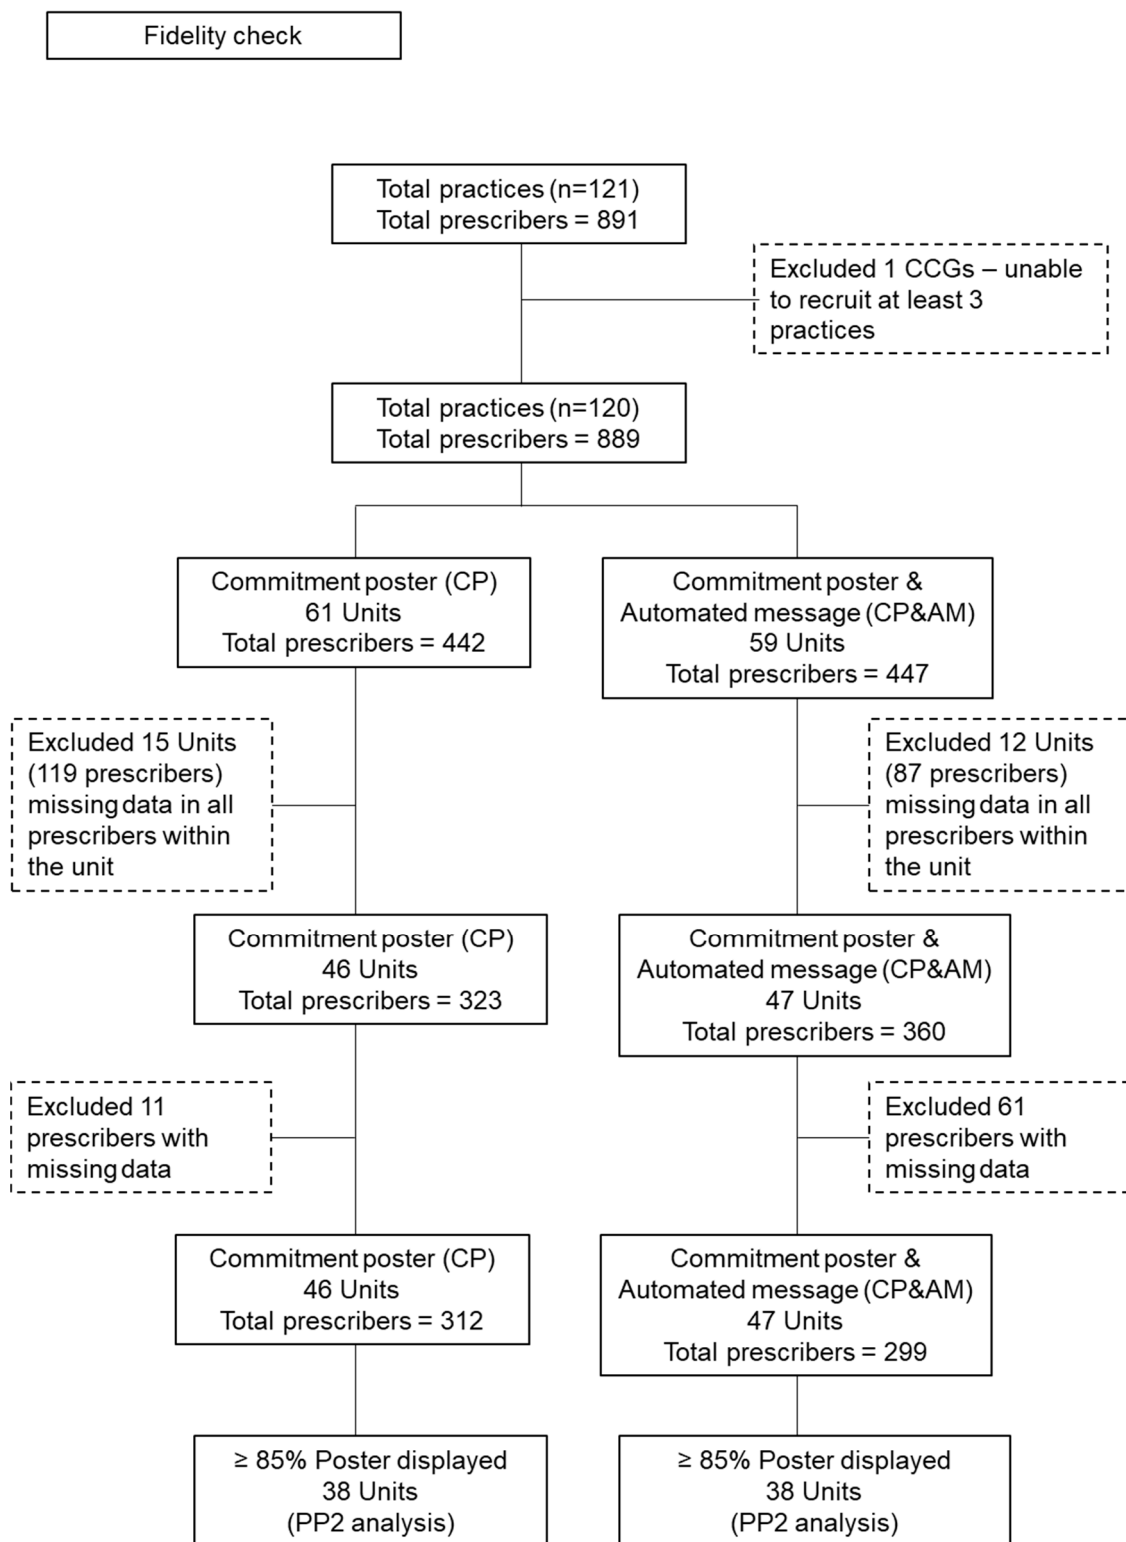 Fidelity check
Total practices (n=121)
Total prescribers = 891
Excluded 1 CCGs – unable
to recruit at least 3
practices
Total practices (n=120)
Total prescribers = 889
Commitment poster (CP)
61 Units
Total prescribers = 442
Commitment poster &
Automated message (CP&AM)
59 Units
Total prescribers = 447
Excluded 15 Units
(119 prescribers)
missing data in all
prescribers within
the unit
Excluded 12 Units
(87 prescribers)
missing data in all
prescribers within
the unit
Commitment poster (CP)
46 Units
Total prescribers = 323
Commitment poster &
Automated message (CP&AM)
47 Units
Total prescribers = 360
Excluded 11
prescribers with
missing data
Excluded 61
prescribers with
missing data
Commitment poster (CP)
46 Units
Total prescribers = 312
Commitment poster &
Automated message (CP&AM)
47 Units
Total prescribers = 299
≥ 85% Poster displayed
38 Units
(PP2 analysis)
≥ 85% Poster displayed
38 Units
(PP2 analysis)